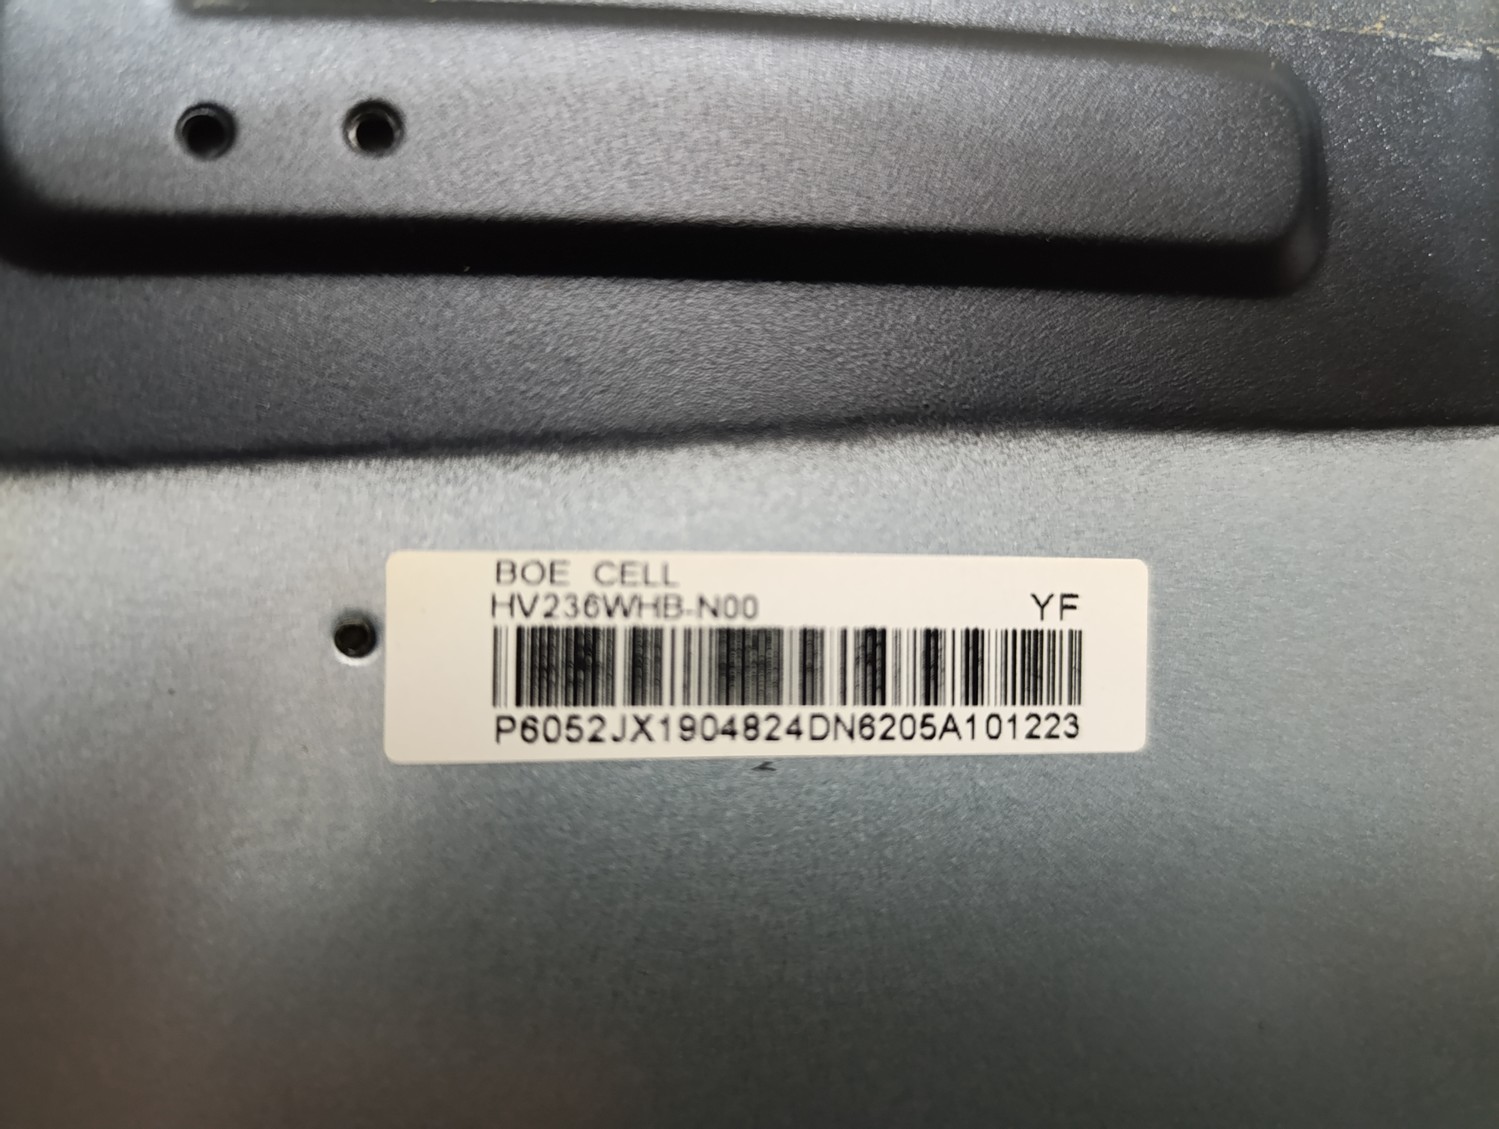 BOE CELL
HV236WHB-N00 YF
P6052JX1904824DN6205A101223